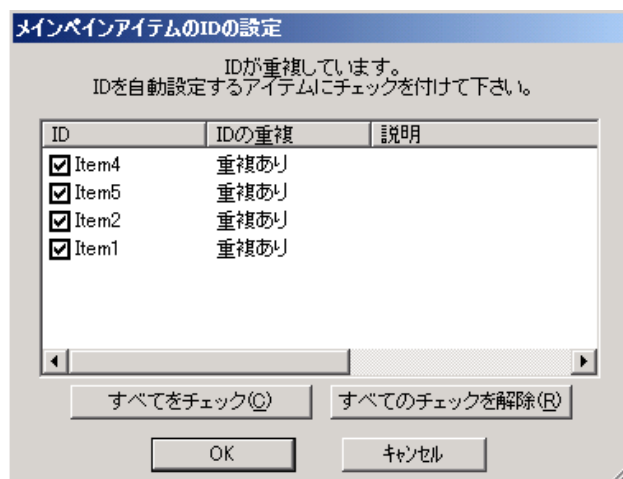 メインペインアイテムのIDの設定
IDが重複しています。
IDを自動設定するアイテムにチェックを付けて下さい。
ID IDの重複 説明
Item4 重複あり
Item5 重複あり
Item2 重複あり
Item1 重複あり
すべてをチェック(C) すべてのチェックを解除(R)
OK キャンセル